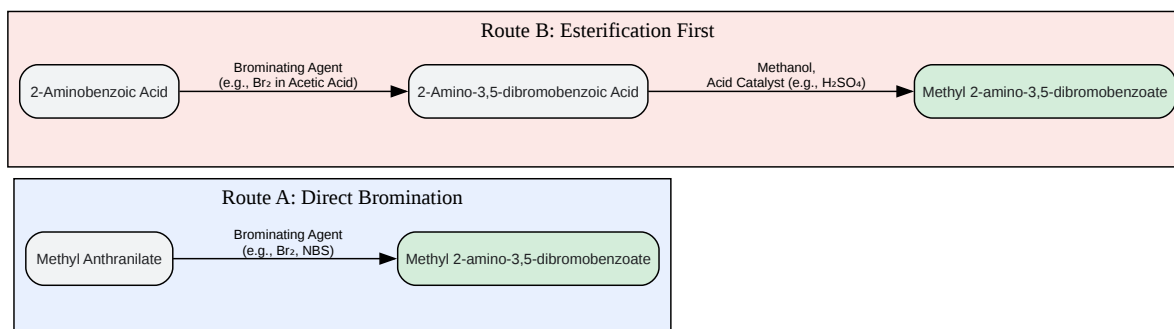 Route B: Esterification First
2-Aminobenzoic Acid
Brominating Agent
(e.g., Br₂ in Acetic Acid)
2-Amino-3,5-dibromobenzoic Acid
Methanol,
Acid Catalyst (e.g., H₂SO₄)
Methyl 2-amino-3,5-dibromobenzoate
Route A: Direct Bromination
Methyl Anthranilate
Brominating Agent
(e.g., Br₂, NBS)
Methyl 2-amino-3,5-dibromobenzoate